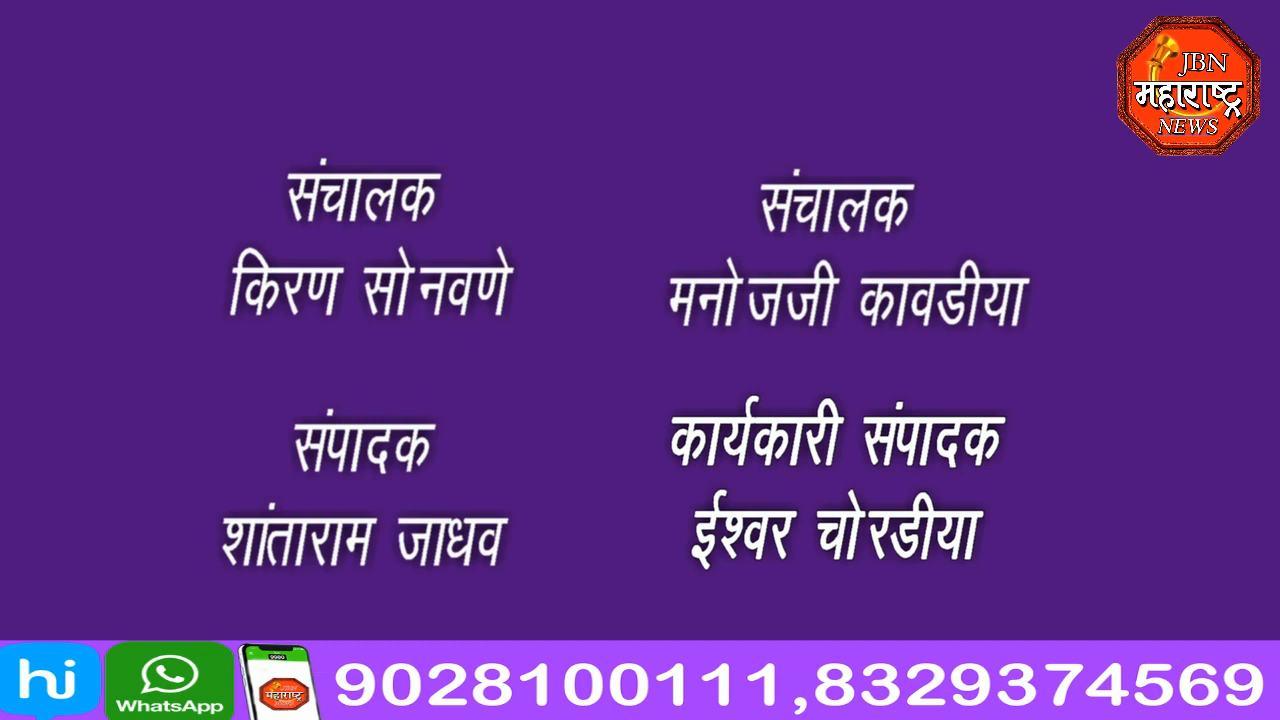 JBN
महाराष्ट्र
NEWS
संचालक
किरण सोनवणे
संचालक
मनोजजी कावडीया
संपादक
शांताराम जाधव
कार्यकारी संपादक
ईश्वर चोरडीया
hi
WhatsApp
महाराष्ट्र
9028100111,8329374569